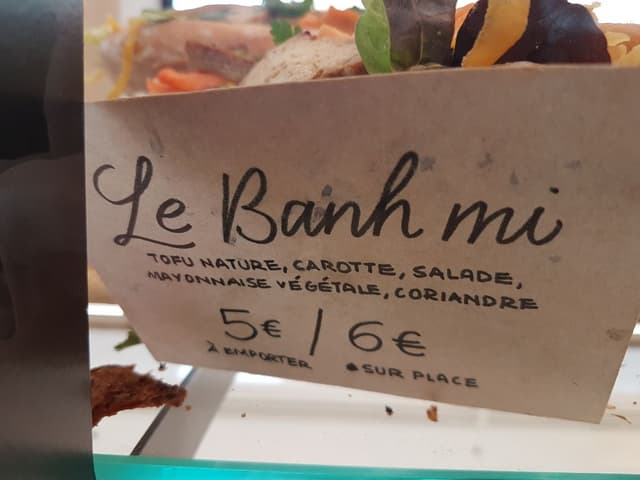 Le Banh mi
TOFU NATURE, CAROTTE, SALADE,
MAYONNAISE VÉGÉTALE, CORIANDRE
5€ / 6€
À EMPORTER • SUR PLACE